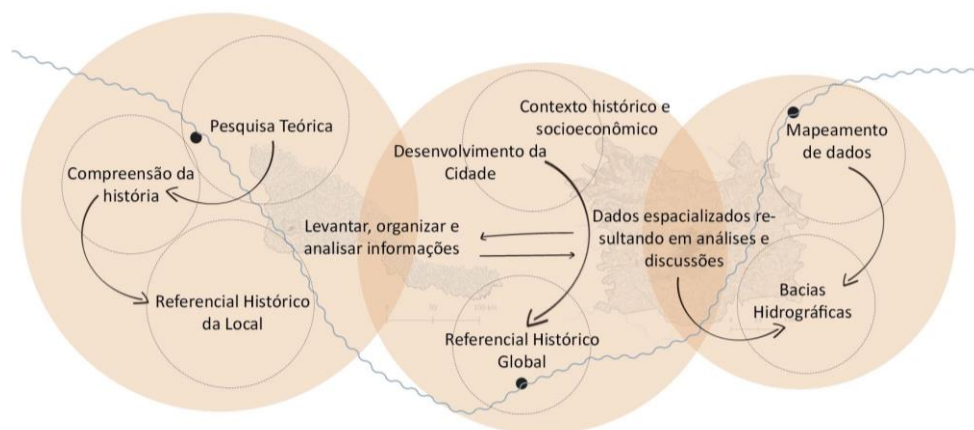 Pesquisa Teórica
Compreensão da
história
Referencial Histórico
da Local
Levantar, organizar e
analisar informações
Contexto histórico e
socioeconômico
Desenvolvimento da
Cidade
Referencial Histórico
Global
Dados espacializados re-
sultando em análises e
discussões
Mapeamento
de dados
Bacias
Hidrográficas